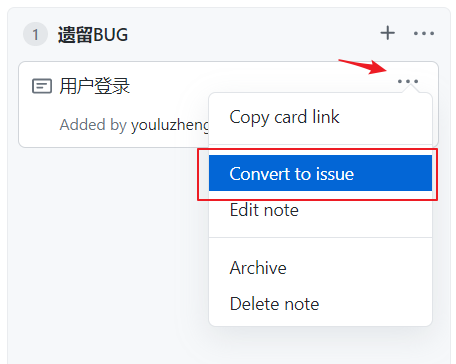 1 遗留BUG
用户登录
Added by youluzheng
Copy card link
Convert to issue
Edit note
Archive
Delete note